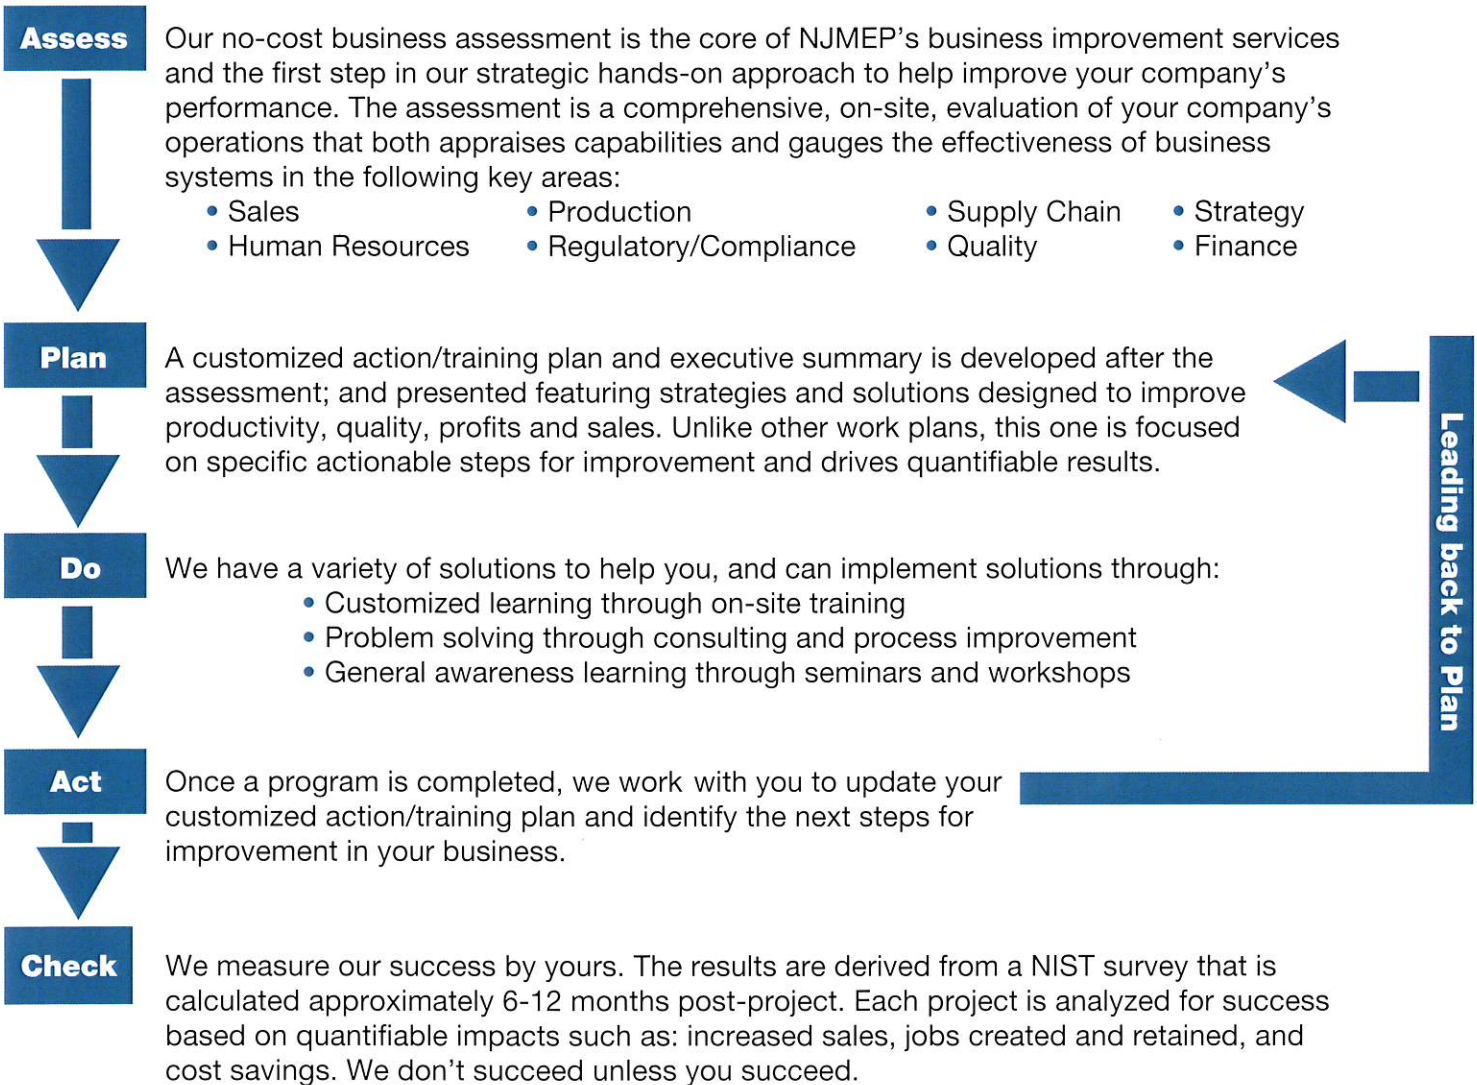 Assess
Our no-cost business assessment is the core of NJMEP's business improvement services
and the first step in our strategic hands-on approach to help improve your company's
performance. The assessment is a comprehensive, on-site, evaluation of your company's
operations that both appraises capabilities and gauges the effectiveness of business
systems in the following key areas:
• Sales • Production • Supply Chain • Strategy
• Human Resources • Regulatory/Compliance • Quality • Finance
Plan
A customized action/training plan and executive summary is developed after the
assessment; and presented featuring strategies and solutions designed to improve
productivity, quality, profits and sales. Unlike other work plans, this one is focused
on specific actionable steps for improvement and drives quantifiable results.
Do
We have a variety of solutions to help you, and can implement solutions through:
• Customized learning through on-site training
• Problem solving through consulting and process improvement
• General awareness learning through seminars and workshops
Leading back to Plan
Act
Once a program is completed, we work with you to update your
customized action/training plan and identify the next steps for
improvement in your business.
Check
We measure our success by yours. The results are derived from a NIST survey that is
calculated approximately 6-12 months post-project. Each project is analyzed for success
based on quantifiable impacts such as: increased sales, jobs created and retained, and
cost savings. We don't succeed unless you succeed.